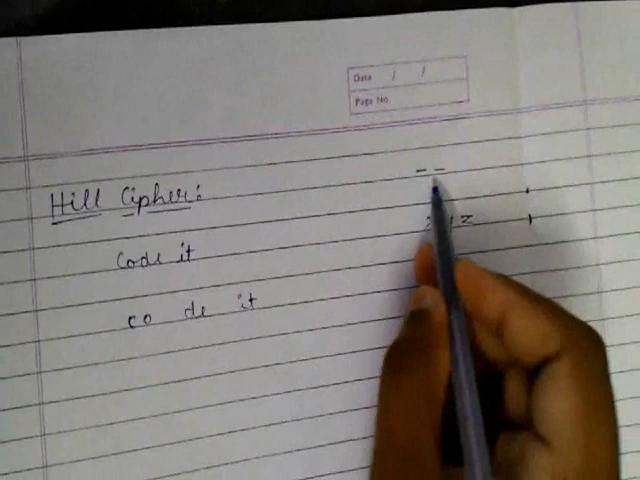 Date / /
Page No
Hill Cipher:
Code it
co de it